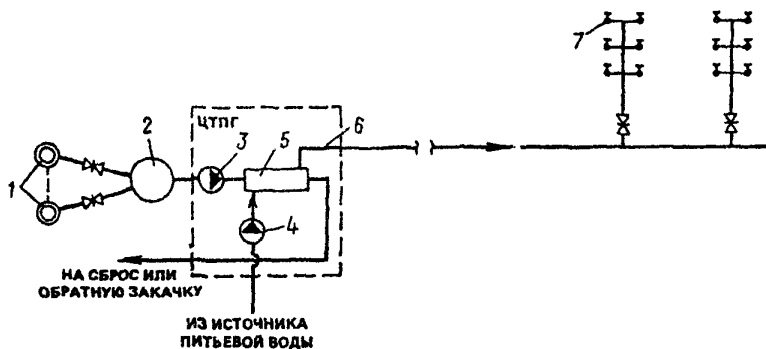 7
ЦТПГ
6
2
3
5
1
4
НА СБРОС ИЛИ
ОБРАТНУЮ ЗАКАЧКУ
ИЗ ИСТОЧНИКА
ПИТЬЕВОЙ ВОДЫ